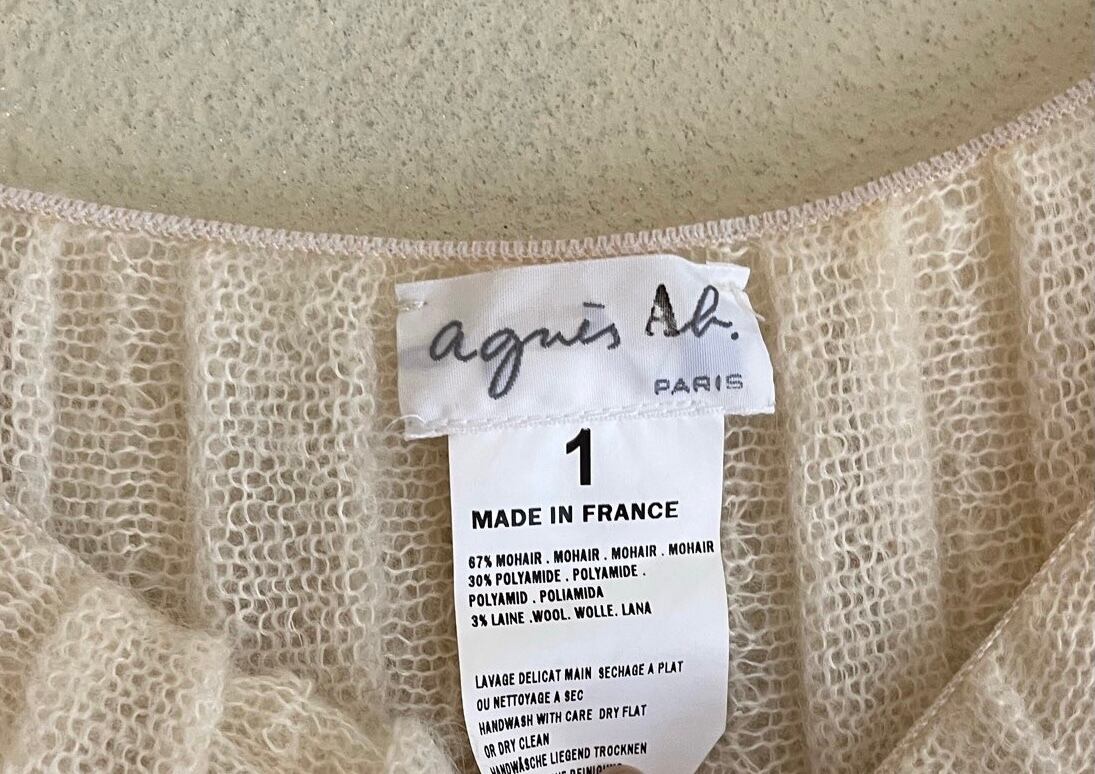 agnès Ab.
PARIS
1
MADE IN FRANCE
67% MOHAIR . MOHAIR . MOHAIR . MOHAIR
30% POLYAMIDE . POLYAMIDE .
POLYAMID . POLIAMIDA
3% LAINE .WOOL. WOLLE. LANA
LAVAGE DELICAT MAIN SECHAGE A PLAT
OU NETTOYAGE A SEC
HANDWASH WITH CARE DRY FLAT
OR DRY CLEAN
HANDWÄSCHE LIEGEND TROCKNEN